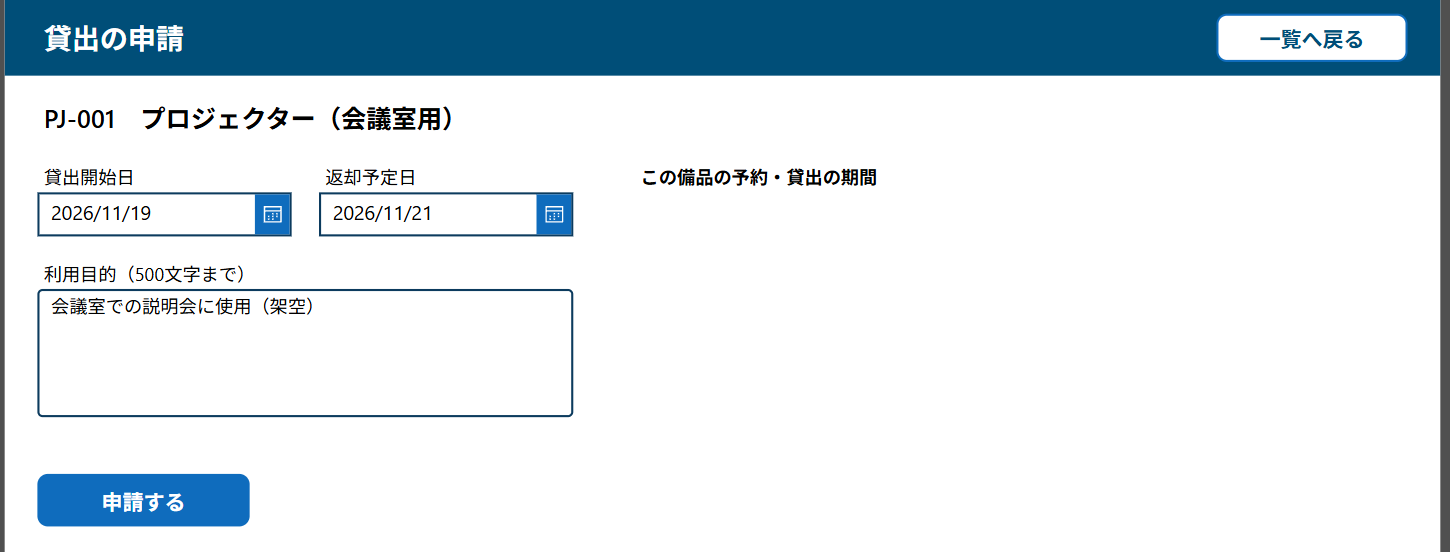 貸出の申請
一覧へ戻る
PJ-001　プロジェクター（会議室用）
貸出開始日
返却予定日
この備品の予約・貸出の期間
2026/11/19
2026/11/21
利用目的（500文字まで）
会議室での説明会に使用（架空）
申請する